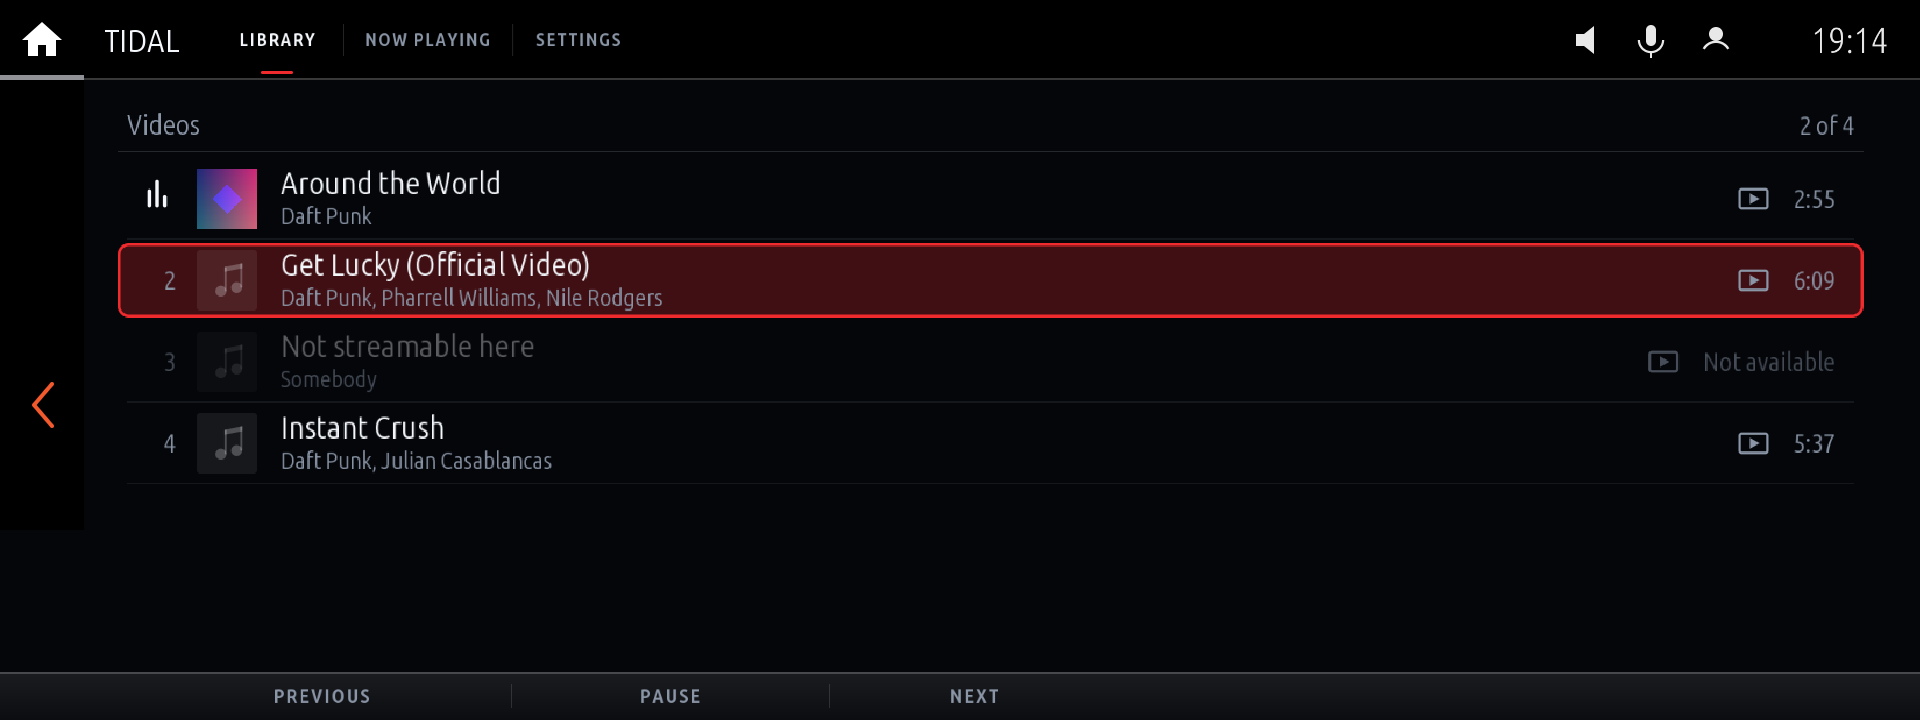 TIDAL LIBRARY NOW PLAYING SETTINGS 19:14
Videos 2 of 4
Around the World
Daft Punk
2:55
2
Get Lucky (Official Video)
Daft Punk, Pharrell Williams, Nile Rodgers
6:09
3
Not streamable here
Somebody
Not available
4
Instant Crush
Daft Punk, Julian Casablancas
5:37
PREVIOUS PAUSE NEXT